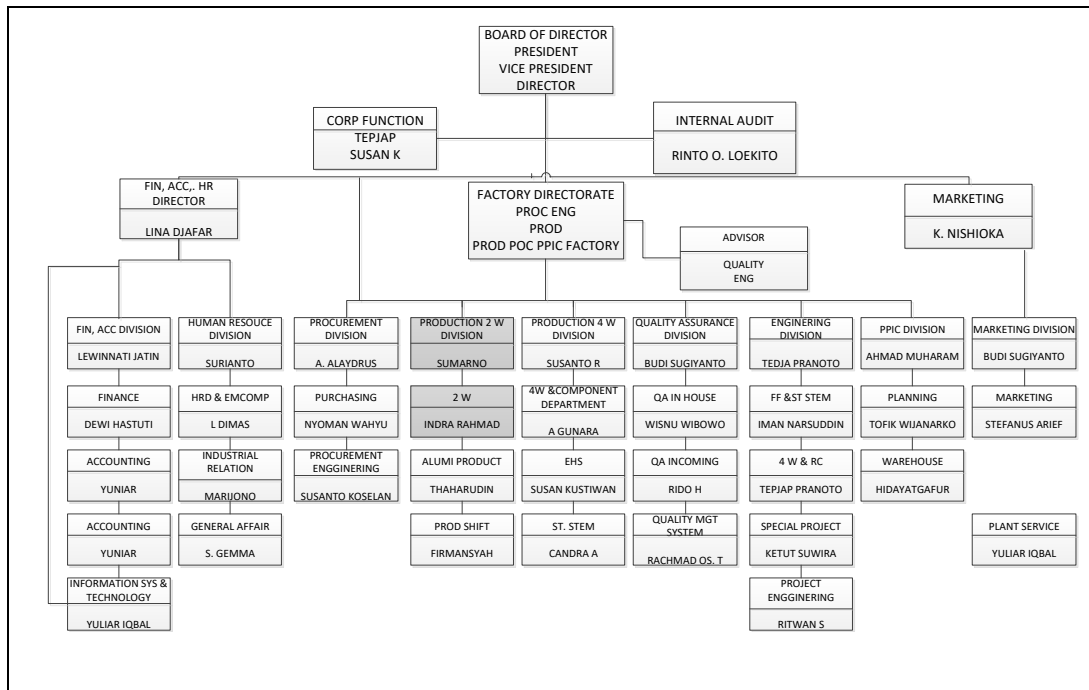 BOARD OF DIRECTOR
PRESIDENT
VICE PRESIDENT
DIRECTOR
CORP FUNCTION
TEPJAP
SUSAN K
INTERNAL AUDIT
RINTO O. LOEKITO
FIN, ACC,. HR
DIRECTOR
LINA DJAFAR
FACTORY DIRECTORATE
PROC ENG
PROD
PROD POC PPIC FACTORY
MARKETING
K. NISHIOKA
ADVISOR
QUALITY
ENG
FIN, ACC DIVISION
LEWINNATI JATIN
HUMAN RESOUCE
DIVISION
SURIANTO
PROCUREMENT
DIVISION
A. ALAYDRUS
PRODUCTION 2 W
DIVISION
SUMARNO
PRODUCTION 4 W
DIVISION
SUSANTO R
QUALITY ASSURANCE
DIVISION
BUDI SUGIYANTO
ENGINERING
DIVISION
TEDJA PRANOTO
PPIC DIVISION
AHMAD MUHARAM
MARKETING DIVISION
BUDI SUGIYANTO
FINANCE
DEWI HASTUTI
HRD & EMCOMP
L DIMAS
PURCHASING
NYOMAN WAHYU
2 W
INDRA RAHMAD
4W &COMPONENT
DEPARTMENT
A GUNARA
QA IN HOUSE
WISNU WIBOWO
FF &ST STEM
IMAN NARSUDDIN
PLANNING
TOFIK WIJANARKO
MARKETING
STEFANUS ARIEF
ACCOUNTING
YUNIAR
INDUSTRIAL
RELATION
MARIJONO
PROCUREMENT
ENGGINERING
SUSANTO KOSELAN
ALUMI PRODUCT
THAHARUDIN
EHS
SUSAN KUSTIWAN
QA INCOMING
RIDO H
4 W & RC
TEPJAP PRANOTO
WAREHOUSE
HIDAYATGAFUR
ACCOUNTING
YUNIAR
GENERAL AFFAIR
S. GEMMA
PROD SHIFT
FIRMANSYAH
ST. STEM
CANDRA A
QUALITY MGT
SYSTEM
RACHMAD OS. T
SPECIAL PROJECT
KETUT SUWIRA
PLANT SERVICE
YULIAR IQBAL
INFORMATION SYS &
TECHNOLOGY
YULIAR IQBAL
PROJECT
ENGGINERING
RITWAN S